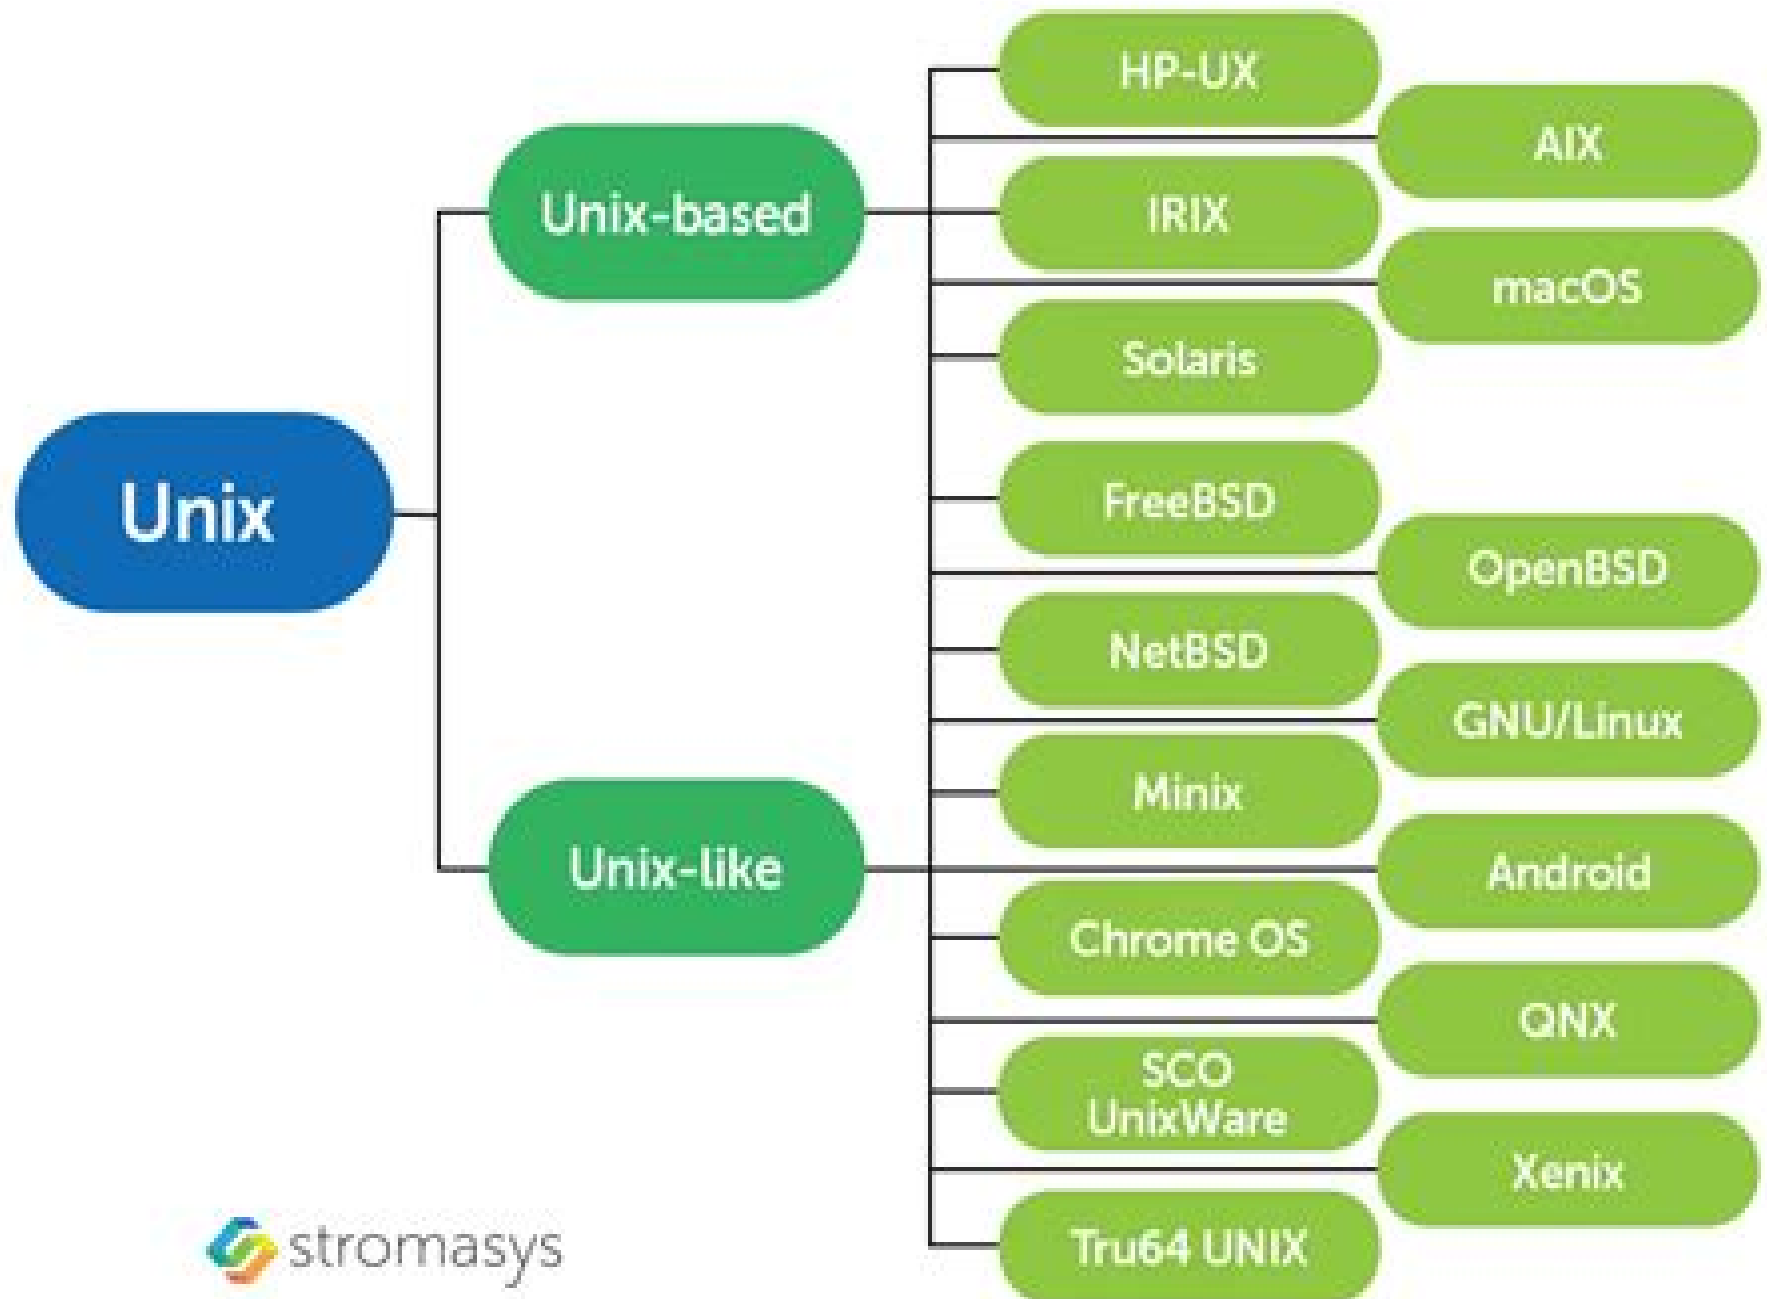 Unix
Unix-based
Unix-like
HP-UX
AIX
IRIX
macOS
Solaris
FreeBSD
OpenBSD
NetBSD
GNU/Linux
Minix
Android
Chrome OS
QNX
SCO
UnixWare
Xenix
Tru64 UNIX
stromasys